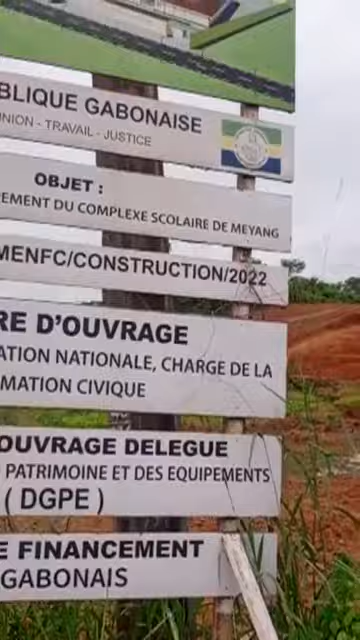 BLIQUE GABONAISE
NION - TRAVAIL - JUSTICE
OBJET :
EMENT DU COMPLEXE SCOLAIRE DE MEYANG
MENFC/CONSTRUCTION/2022
RE D'OUVRAGE
ATION NATIONALE, CHARGE DE LA
MATION CIVIQUE
OUVRAGE DELEGUE
PATRIMOINE ET DES EQUIPEMENTS
( DGPE )
E FINANCEMENT
GABONAIS